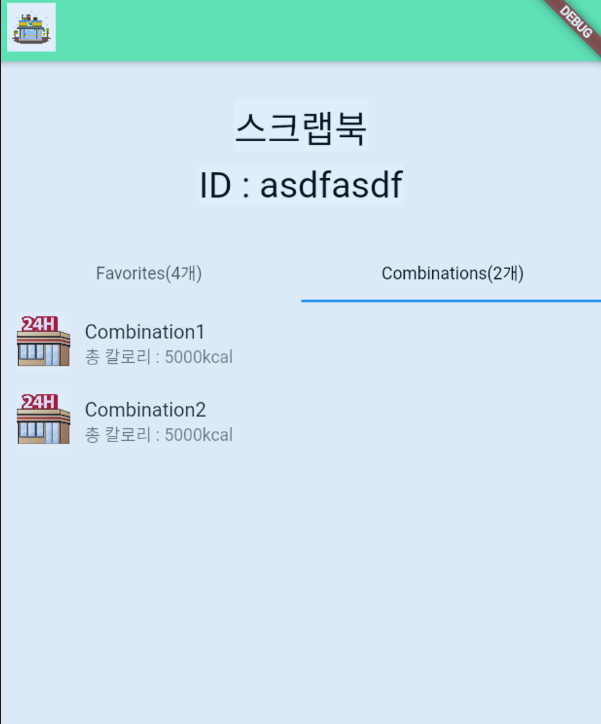 DEBUG
스크랩북
ID : asdfasdf
Favorites(4개)
Combinations(2개)
24H
Combination1
총 칼로리 : 5000kcal
24H
Combination2
총 칼로리 : 5000kcal